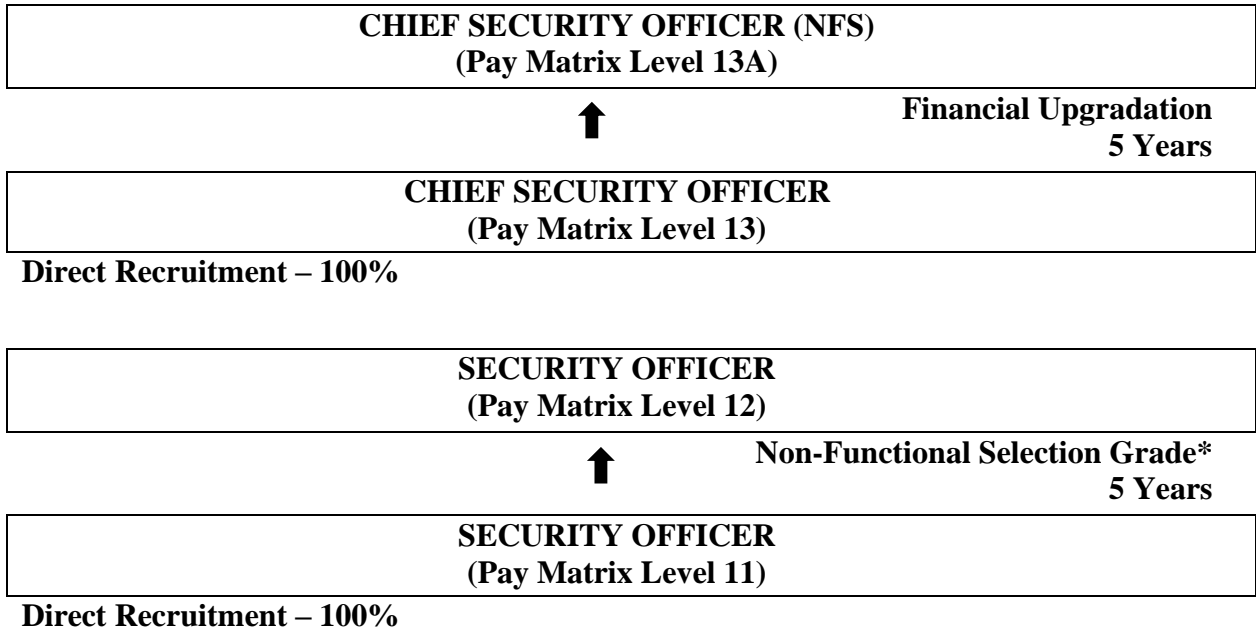 CHIEF SECURITY OFFICER (NFS)
(Pay Matrix Level 13A)
Financial Upgradation
5 Years
CHIEF SECURITY OFFICER
(Pay Matrix Level 13)
Direct Recruitment – 100%
SECURITY OFFICER
(Pay Matrix Level 12)
Non-Functional Selection Grade*
5 Years
SECURITY OFFICER
(Pay Matrix Level 11)
Direct Recruitment – 100%